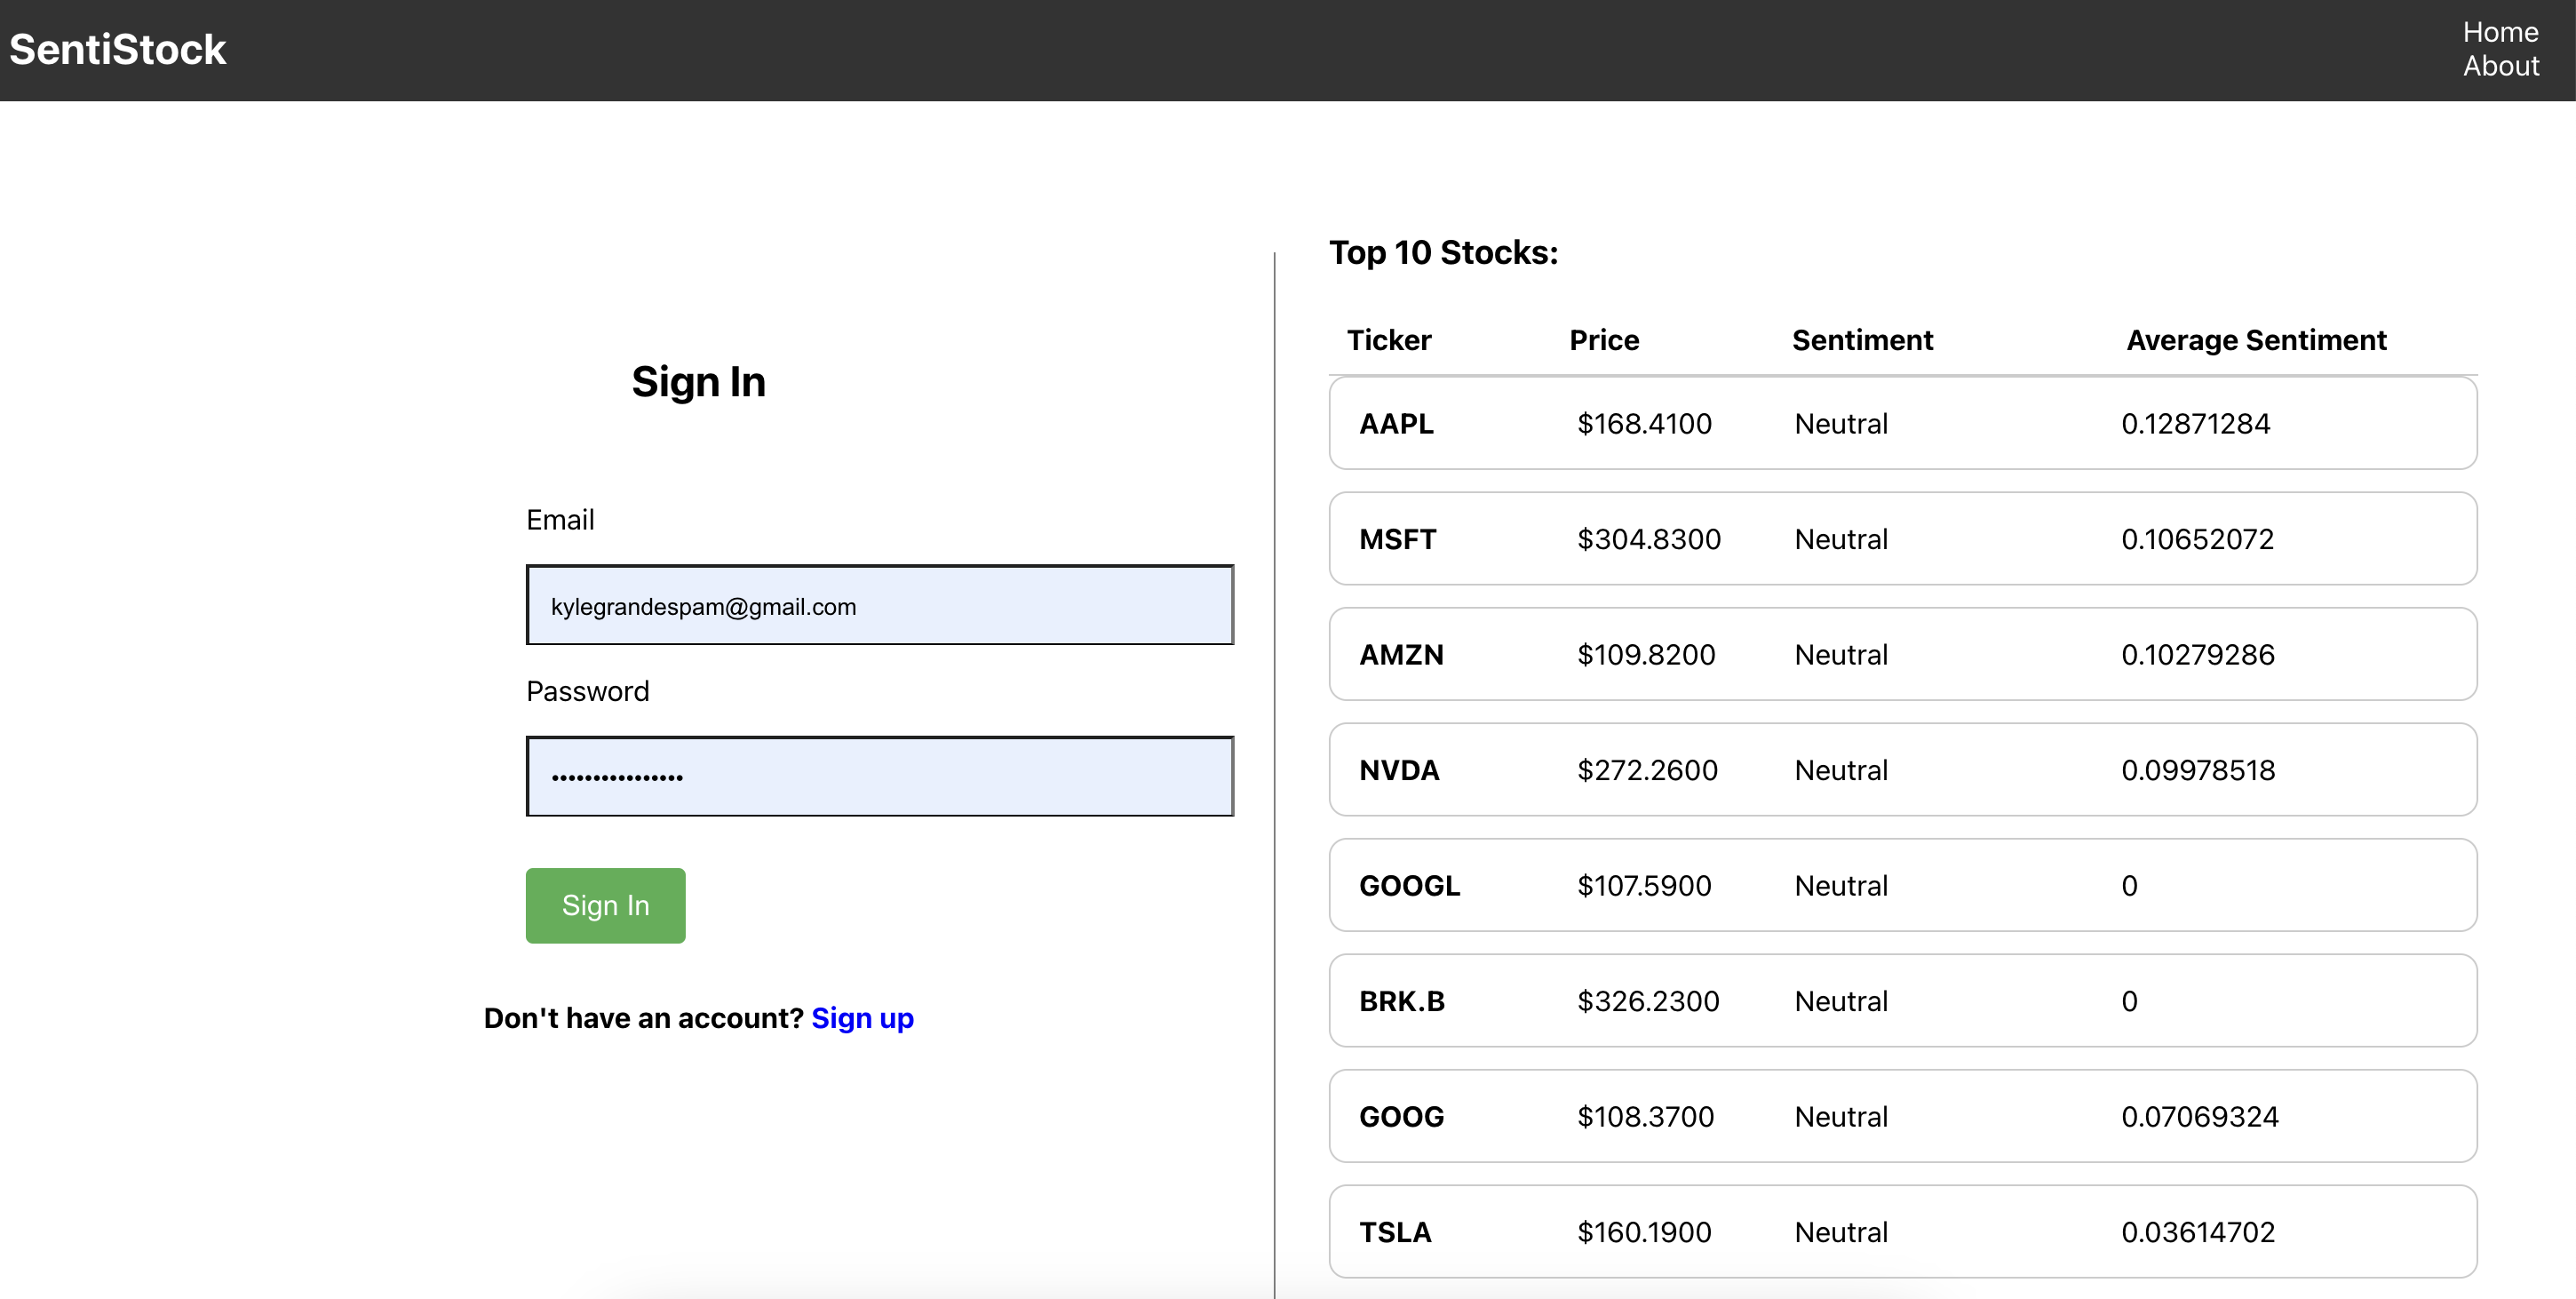 SentiStock
Home
About
Sign In
Email
kylegrandespam@gmail.com
Password
••••••••••••••••
Sign In
Don't have an account? Sign up
Top 10 Stocks:
Ticker Price Sentiment Average Sentiment
AAPL $168.4100 Neutral 0.12871284
MSFT $304.8300 Neutral 0.10652072
AMZN $109.8200 Neutral 0.10279286
NVDA $272.2600 Neutral 0.09978518
GOOGL $107.5900 Neutral 0
BRK.B $326.2300 Neutral 0
GOOG $108.3700 Neutral 0.07069324
TSLA $160.1900 Neutral 0.03614702